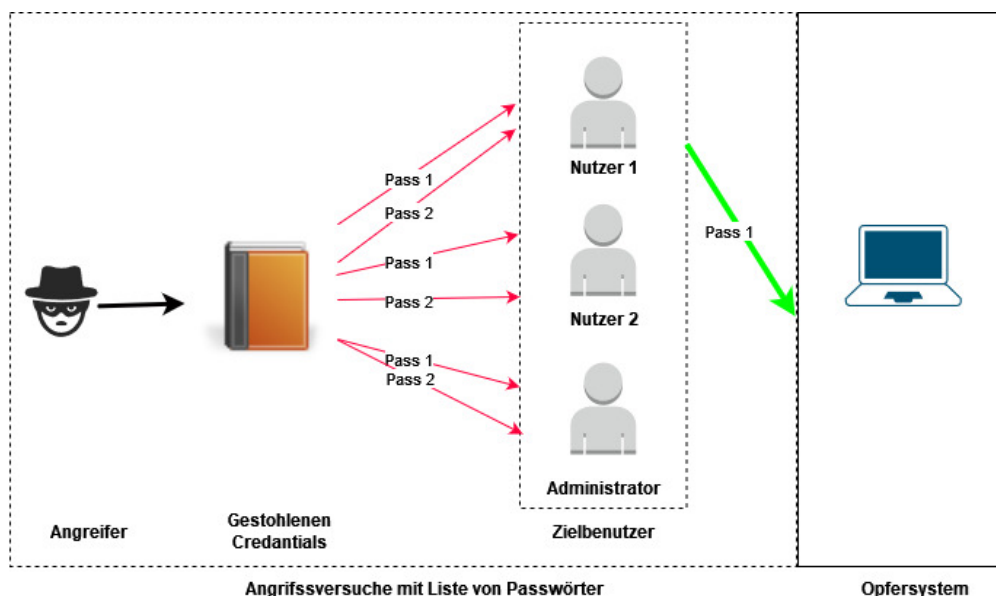 Nutzer 1
Pass 1
Pass 2
Pass 1
Pass 1
Pass 2
Nutzer 2
Pass 1
Pass 2
Administrator
Angreifer
Gestohlenen
Credantials
Zielbenutzer
Angrifssversuche mit Liste von Passwörter
Opfersystem